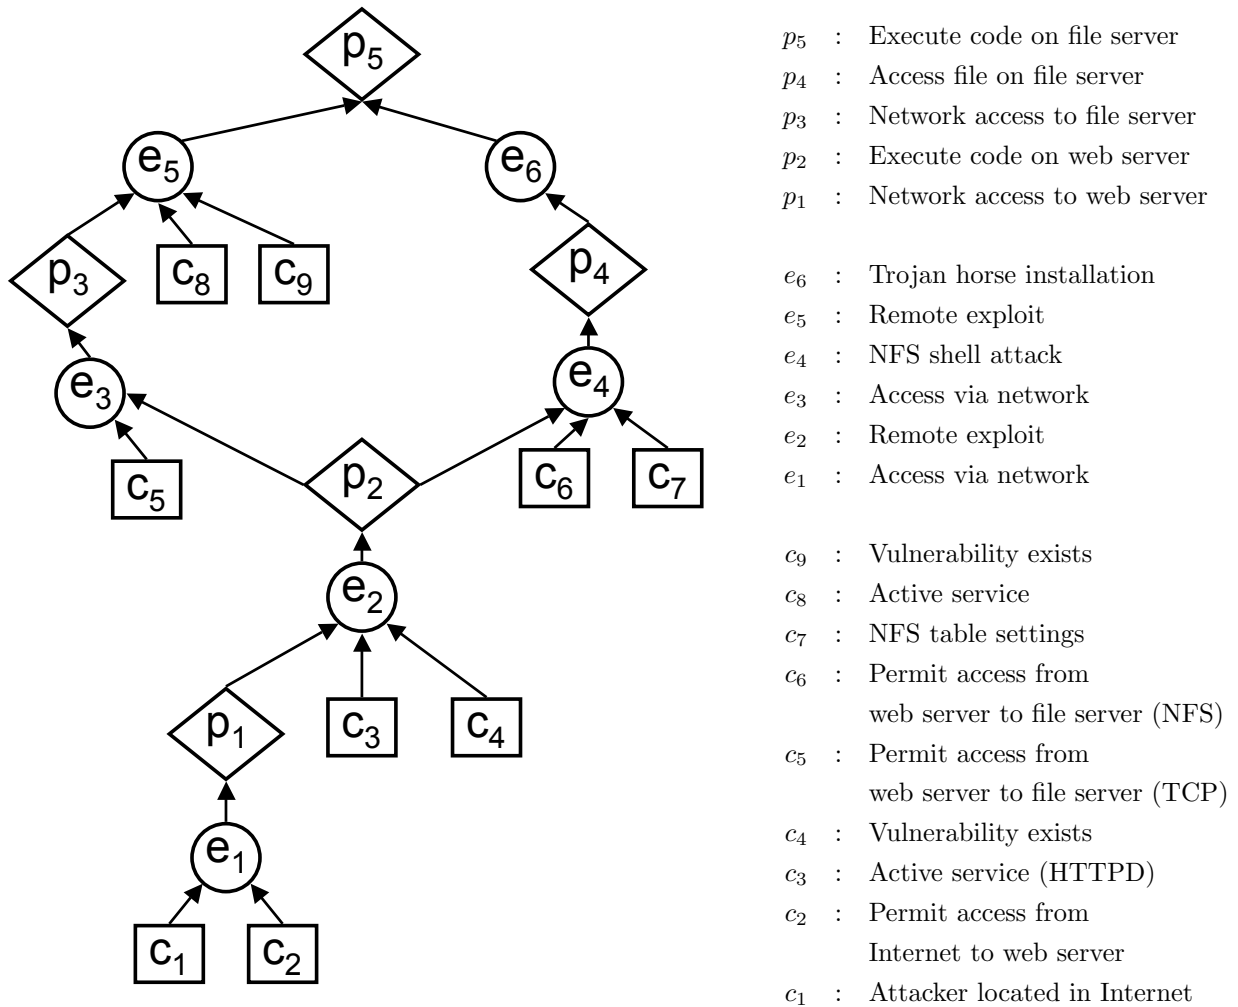 p5
e5
e6
p3
c8
c9
p4
e3
e4
c5
p2
c6
c7
e2
p1
c3
c4
e1
c1
c2
p5 : Execute code on file server
p4 : Access file on file server
p3 : Network access to file server
p2 : Execute code on web server
p1 : Network access to web server
e6 : Trojan horse installation
e5 : Remote exploit
e4 : NFS shell attack
e3 : Access via network
e2 : Remote exploit
e1 : Access via network
c9 : Vulnerability exists
c8 : Active service
c7 : NFS table settings
c6 : Permit access from
web server to file server (NFS)
c5 : Permit access from
web server to file server (TCP)
c4 : Vulnerability exists
c3 : Active service (HTTPD)
c2 : Permit access from
Internet to web server
c1 : Attacker located in Internet